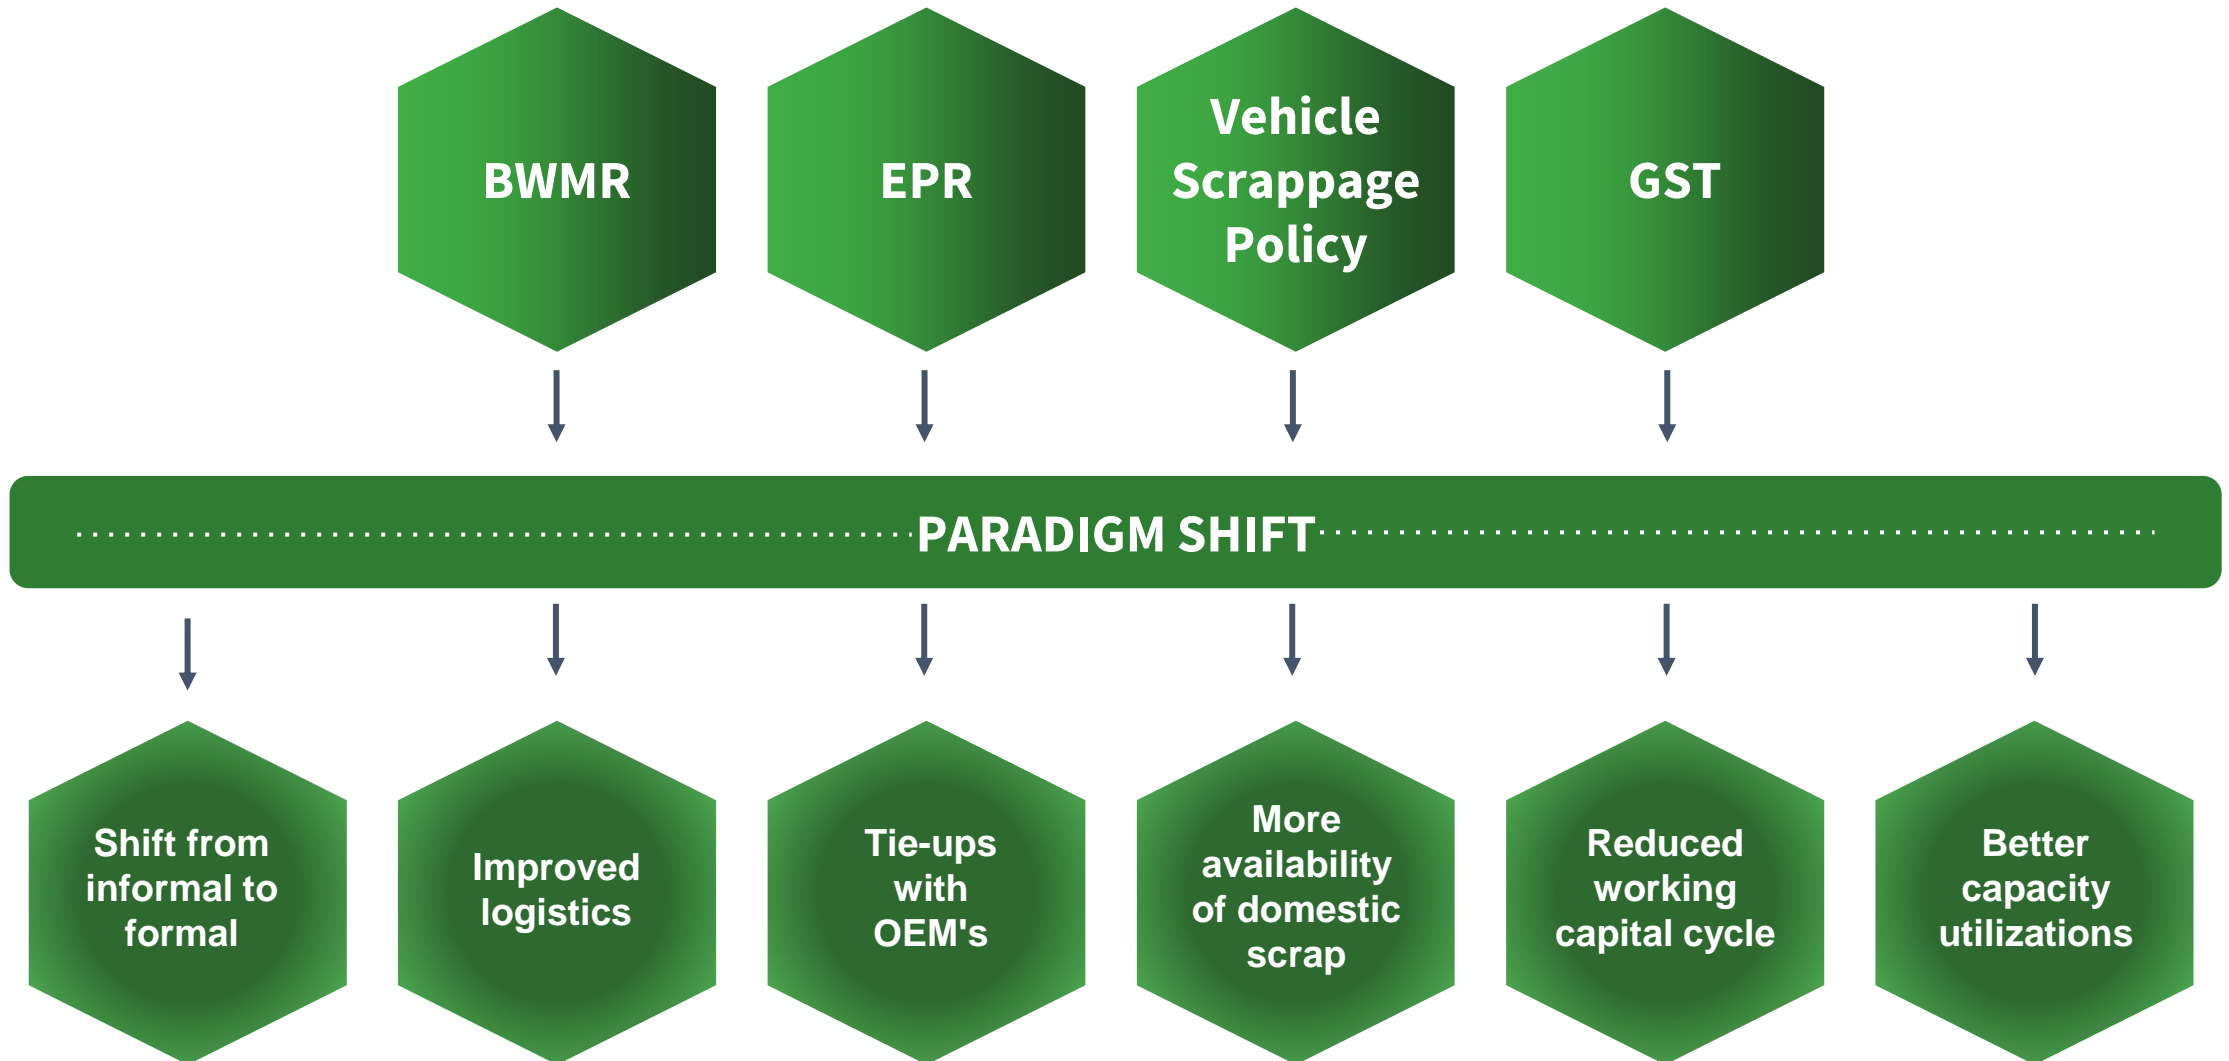 BWMR
EPR
Vehicle
Scrappage
Policy
GST
PARADIGM SHIFT
Shift from
informal to
formal
Improved
logistics
Tie-ups
with
OEM's
More
availability
of domestic
scrap
Reduced
working
capital cycle
Better
capacity
utilizations